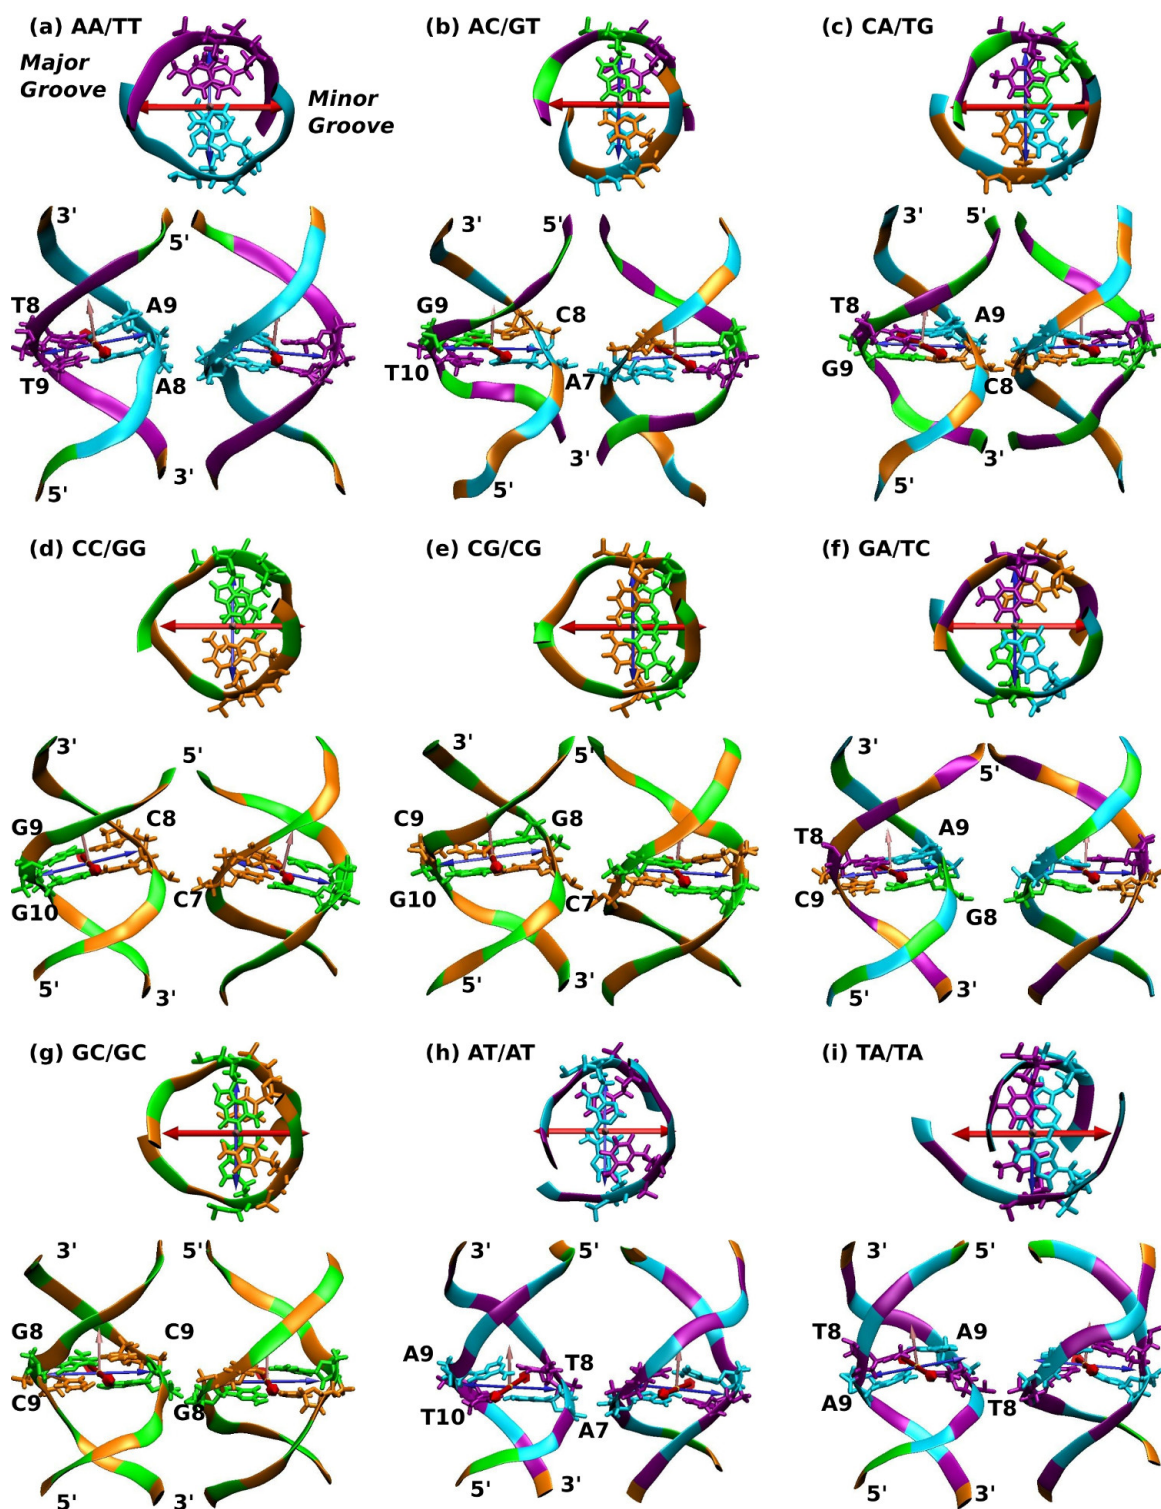 (a) AA/TT
Major
Groove
Minor
Groove
3'
5'
T8
A9
T9
A8
5'
3'
(b) AC/GT
3'
5'
G9
C8
T10
A7
5'
3'
(c) CA/TG
3'
5'
T8
A9
G9
C8
5'
3'
(d) CC/GG
3'
5'
G9
C8
G10
C7
5'
3'
(e) CG/CG
3'
5'
C9
G8
G10
C7
5'
3'
(f) GA/TC
3'
5'
T8
A9
C9
G8
5'
3'
(g) GC/GC
3'
5'
G8
C9
C9
G8
5'
3'
(h) AT/AT
3'
5'
A9
T8
T10
A7
5'
3'
(i) TA/TA
3'
5'
T8
A9
A9
T8
5'
3'